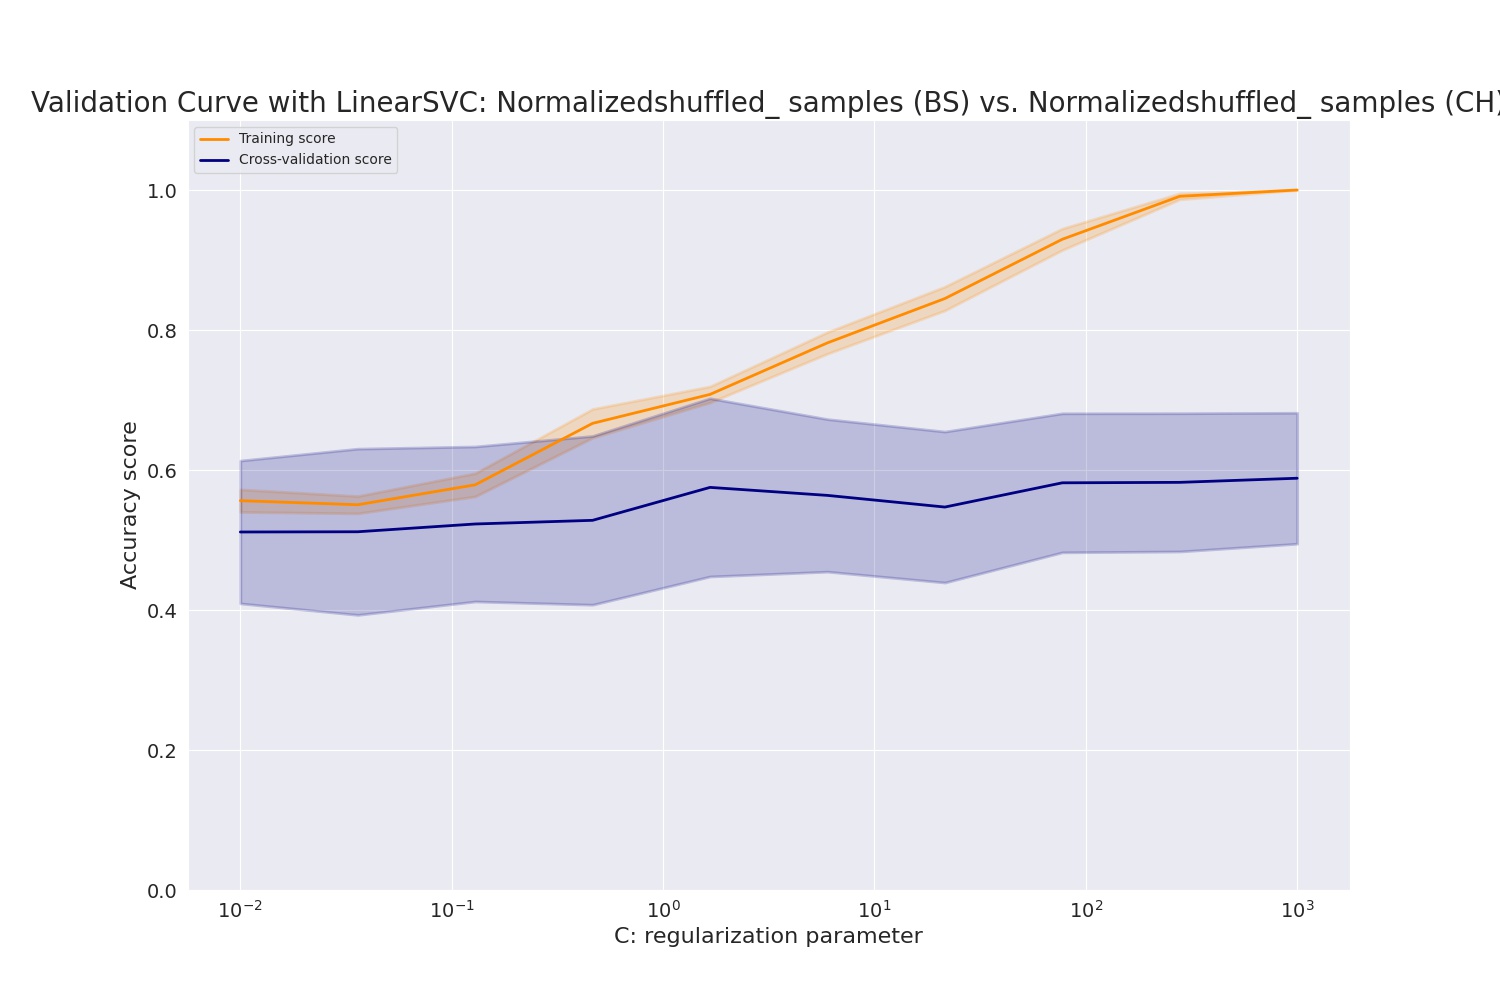 Validation Curve with LinearSVC: Normalizedshuffled_ samples (BS) vs. Normalizedshuffled_ samples (CH)
Training score
Cross-validation score
1.0
0.8
0.6
0.4
0.2
0.0
Accuracy score
10⁻² 10⁻¹ 10⁰ 10¹ 10² 10³
C: regularization parameter